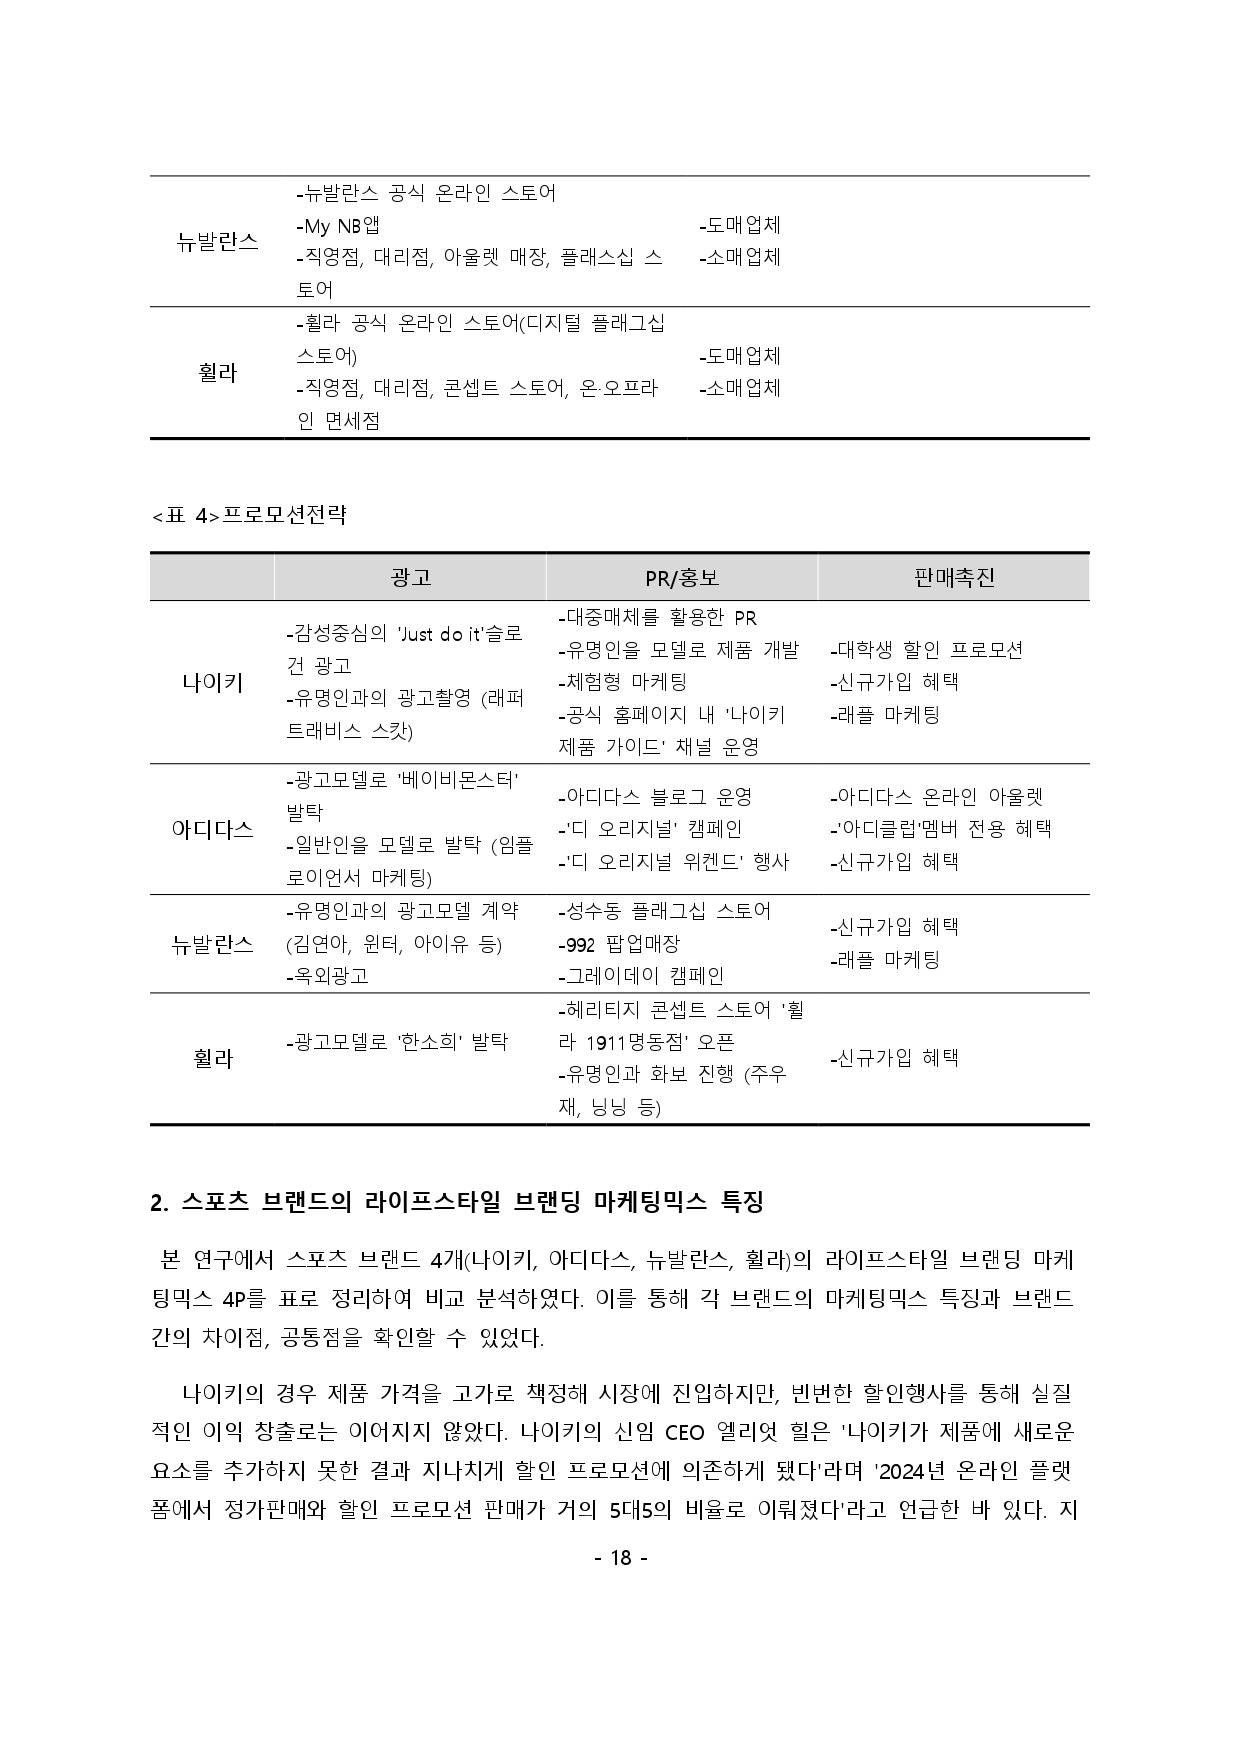 뉴발란스
-뉴발란스 공식 온라인 스토어
-My NB앱
-직영점, 대리점, 아울렛 매장, 플래스십 스
토어
-도매업체
-소매업체
휠라
-휠라 공식 온라인 스토어(디지털 플래그십
스토어)
-직영점, 대리점, 콘셉트 스토어, 온·오프라
인 면세점
-도매업체
-소매업체
<표 4>프로모션전략
광고
PR/홍보
판매촉진
나이키
-감성중심의 'Just do it'슬로
건 광고
-유명인과의 광고촬영 (래퍼
트래비스 스캇)
-대중매체를 활용한 PR
-유명인을 모델로 제품 개발
-체험형 마케팅
-공식 홈페이지 내 '나이키
제품 가이드' 채널 운영
-대학생 할인 프로모션
-신규가입 혜택
-래플 마케팅
아디다스
-광고모델로 '베이비몬스터'
발탁
-일반인을 모델로 발탁 (임플
로이언서 마케팅)
-아디다스 블로그 운영
-'디 오리지널' 캠페인
-'디 오리지널 위켄드' 행사
-아디다스 온라인 아울렛
-'아디클럽'멤버 전용 혜택
-신규가입 혜택
뉴발란스
-유명인과의 광고모델 계약
(김연아, 윈터, 아이유 등)
-옥외광고
-성수동 플래그십 스토어
-992 팝업매장
-그레이데이 캠페인
-신규가입 혜택
-래플 마케팅
휠라
-광고모델로 '한소희' 발탁
-헤리티지 콘셉트 스토어 '휠
라 1911명동점' 오픈
-유명인과 화보 진행 (주우
재, 닝닝 등)
-신규가입 혜택
2. 스포츠 브랜드의 라이프스타일 브랜딩 마케팅믹스 특징
본 연구에서 스포츠 브랜드 4개(나이키, 아디다스, 뉴발란스, 휠라)의 라이프스타일 브랜딩 마케
팅믹스 4P를 표로 정리하여 비교 분석하였다. 이를 통해 각 브랜드의 마케팅믹스 특징과 브랜드
간의 차이점, 공통점을 확인할 수 있었다.
나이키의 경우 제품 가격을 고가로 책정해 시장에 진입하지만, 빈번한 할인행사를 통해 실질
적인 이익 창출로는 이어지지 않았다. 나이키의 신임 CEO 엘리엇 힐은 '나이키가 제품에 새로운
요소를 추가하지 못한 결과 지나치게 할인 프로모션에 의존하게 됐다'라며 '2024년 온라인 플랫
폼에서 정가판매와 할인 프로모션 판매가 거의 5대5의 비율로 이뤄졌다'라고 언급한 바 있다. 지
- 18 -